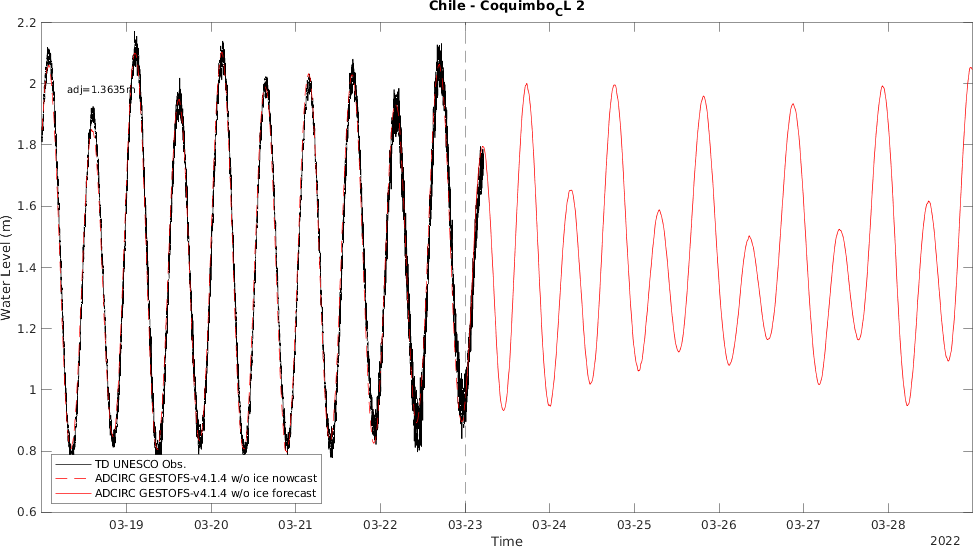 Chile - Coquimbo_CL 2
2.2
2
1.8
1.6
1.4
1.2
1
0.8
0.6
Water Level (m)
adj=1.3635m
TD UNESCO Obs.
ADCIRC GESTOFS-v4.1.4 w/o ice nowcast
ADCIRC GESTOFS-v4.1.4 w/o ice forecast
03-19 03-20 03-21 03-22 03-23 03-24 03-25 03-26 03-27 03-28
Time
2022